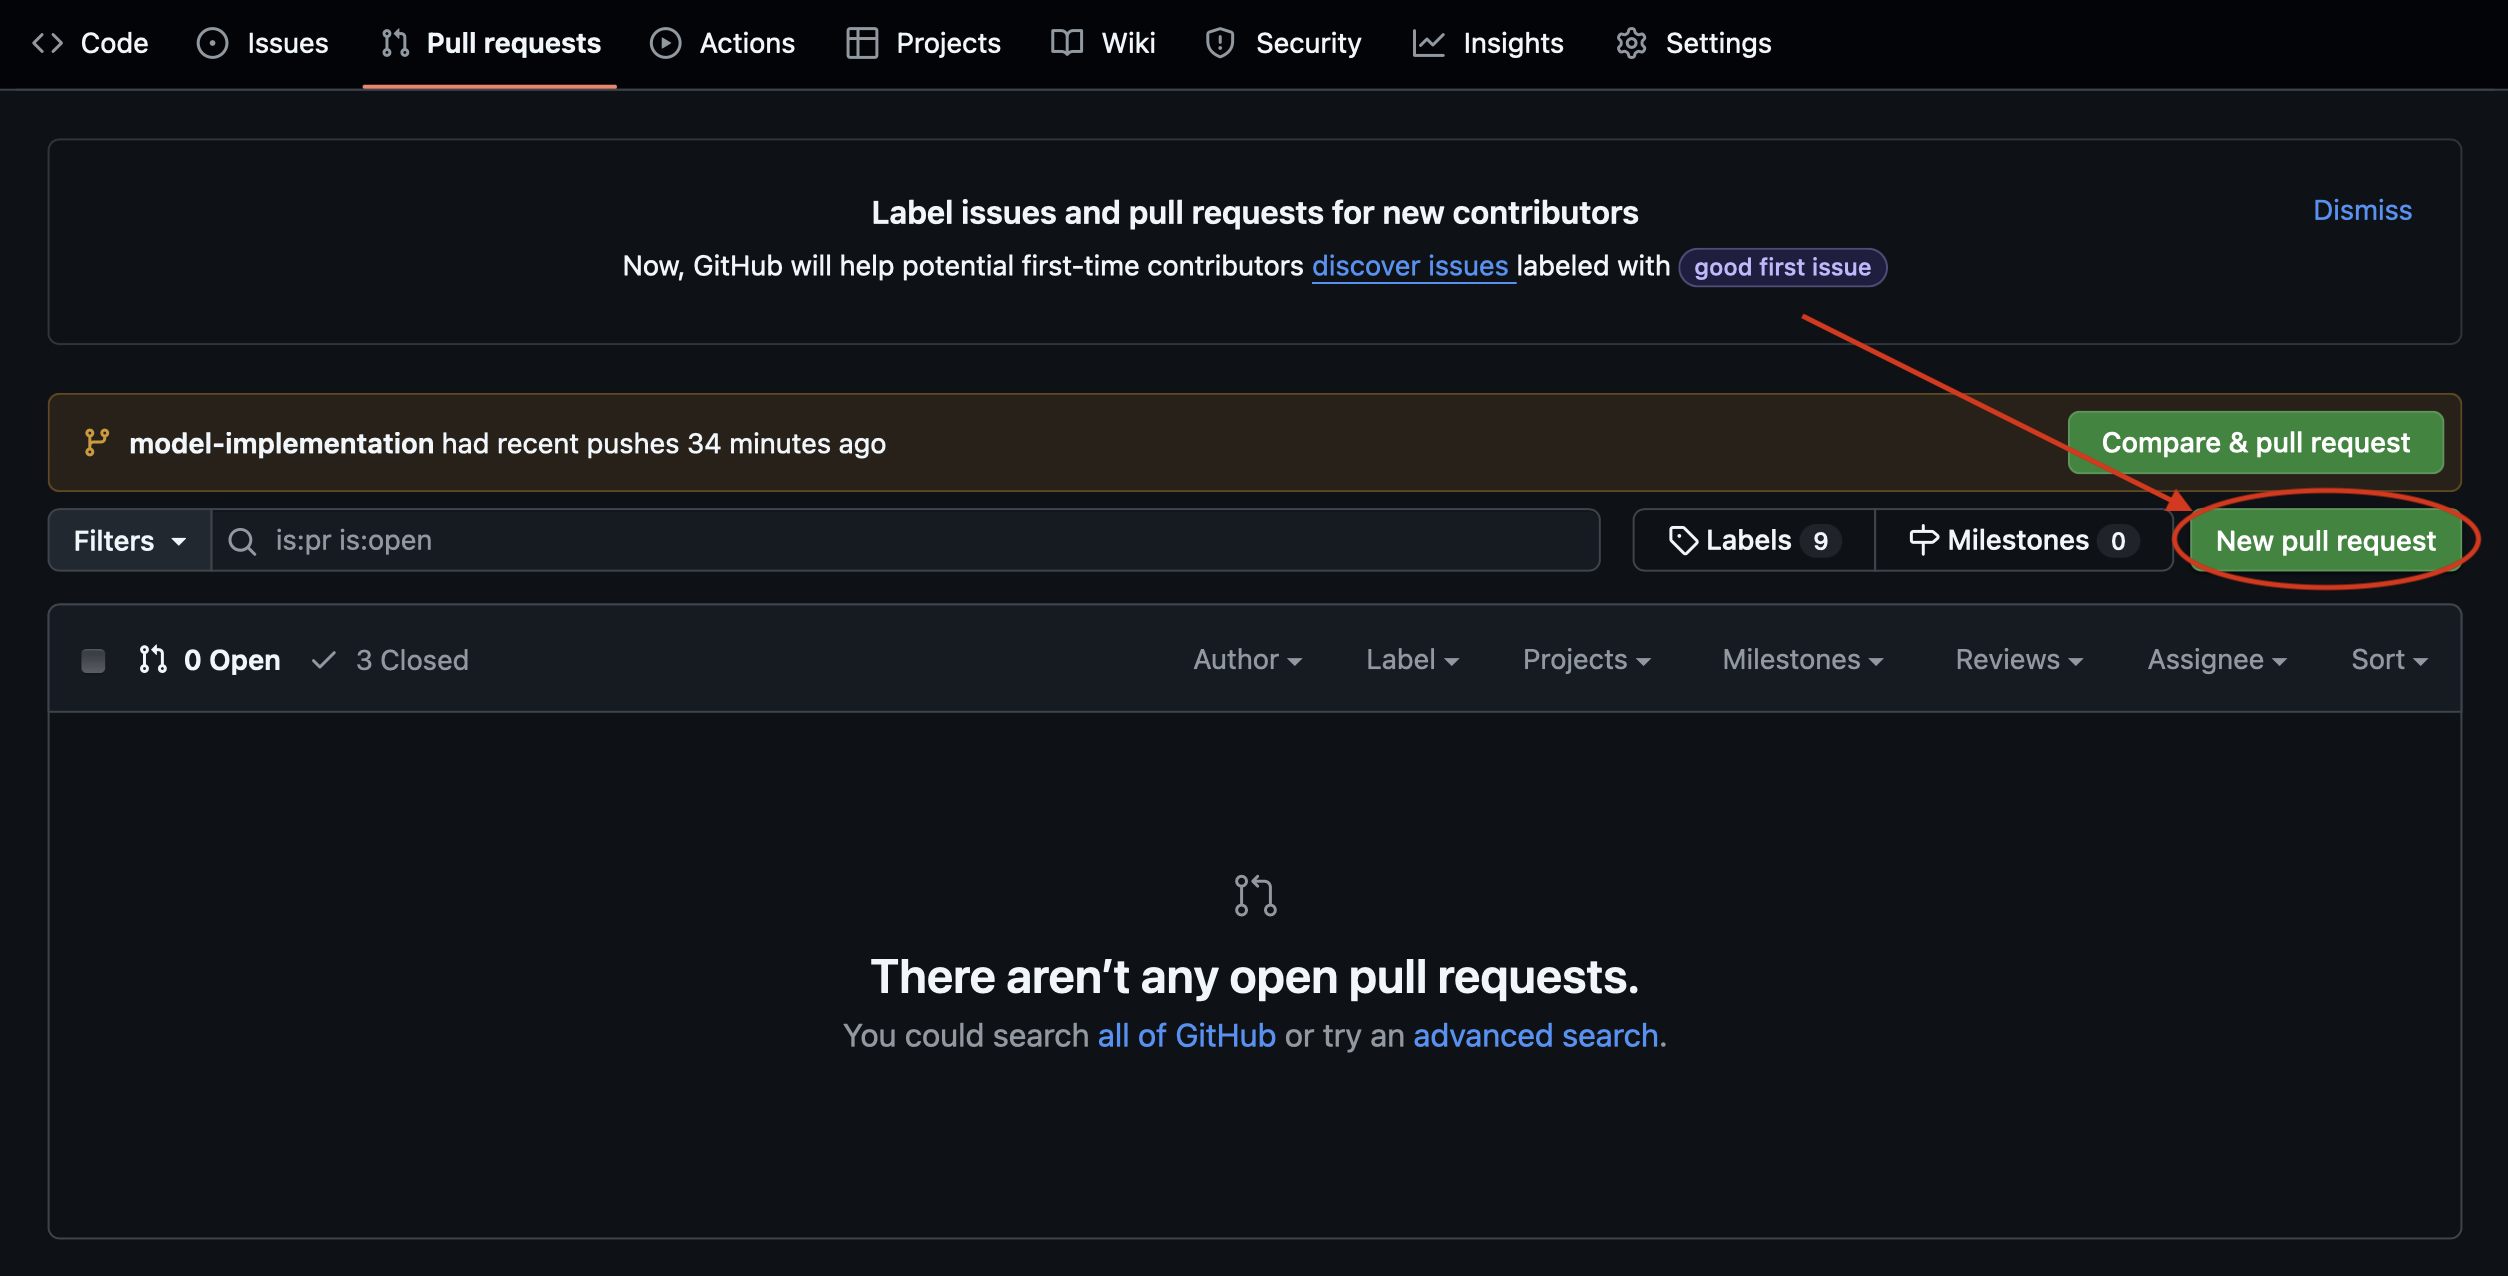 Code Issues Pull requests Actions Projects Wiki Security Insights Settings
Label issues and pull requests for new contributors
Dismiss
Now, GitHub will help potential first-time contributors discover issues labeled with good first issue
model-implementation had recent pushes 34 minutes ago
Compare & pull request
Filters is:pr is:open Labels 9 Milestones 0 New pull request
0 Open 3 Closed Author Label Projects Milestones Reviews Assignee Sort
There aren’t any open pull requests.
You could search all of GitHub or try an advanced search.